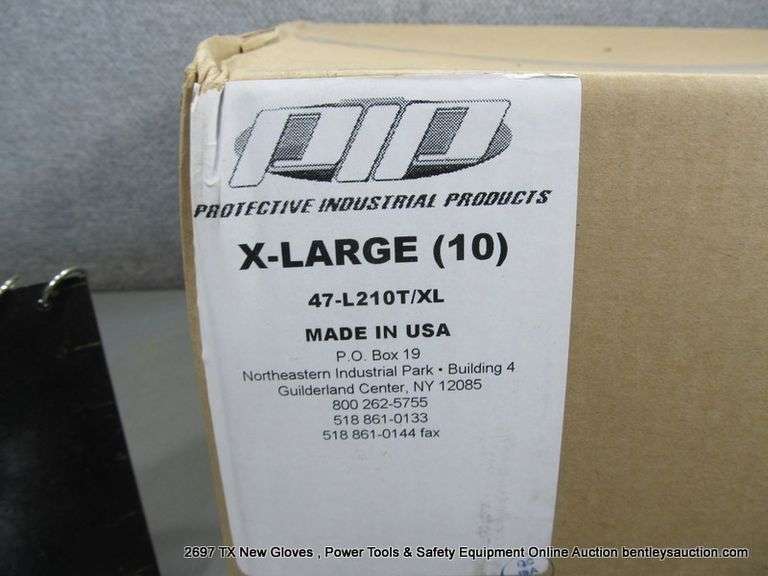 PIP
PROTECTIVE INDUSTRIAL PRODUCTS
X-LARGE (10)
47-L210T/XL
MADE IN USA
P.O. Box 19
Northeastern Industrial Park • Building 4
Guilderland Center, NY 12085
800 262-5755
518 861-0133
518 861-0144 fax
2697 TX New Gloves , Power Tools & Safety Equipment Online Auction bentleysauction.com